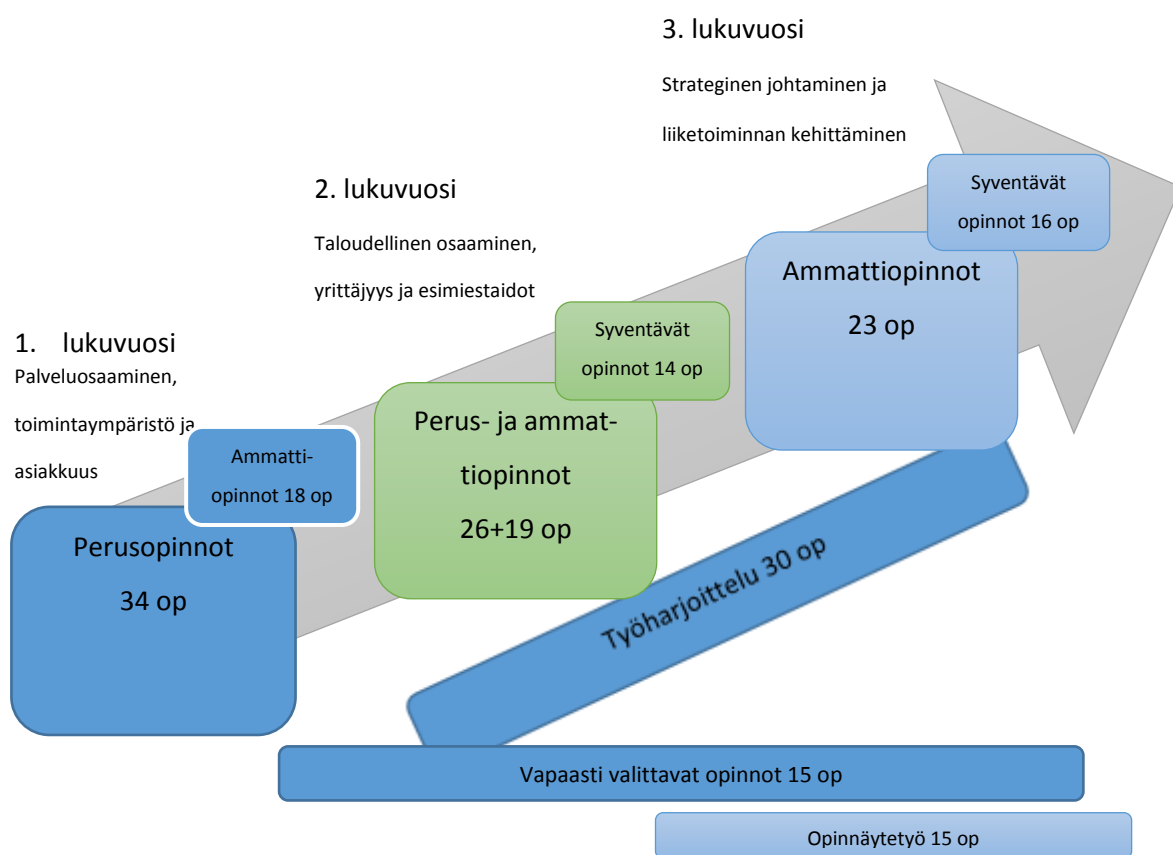 3. lukuvuosi
Strateginen johtaminen ja
liiketoiminnan kehittäminen
Syventävät
opinnot 16 op
Ammattiopinnot
23 op
2. lukuvuosi
Taloudellinen osaaminen,
yrittäjyys ja esimiestaidot
Syventävät
opinnot 14 op
Perus- ja ammat-
tiopinnot
26+19 op
1. lukuvuosi
Palveluosaaminen,
toimintaympäristö ja
asiakkuus
Ammatti-
opinnot 18 op
Perusopinnot
34 op
Työharjoittelu 30 op
Vapaasti valittavat opinnot 15 op
Opinnäytetyö 15 op